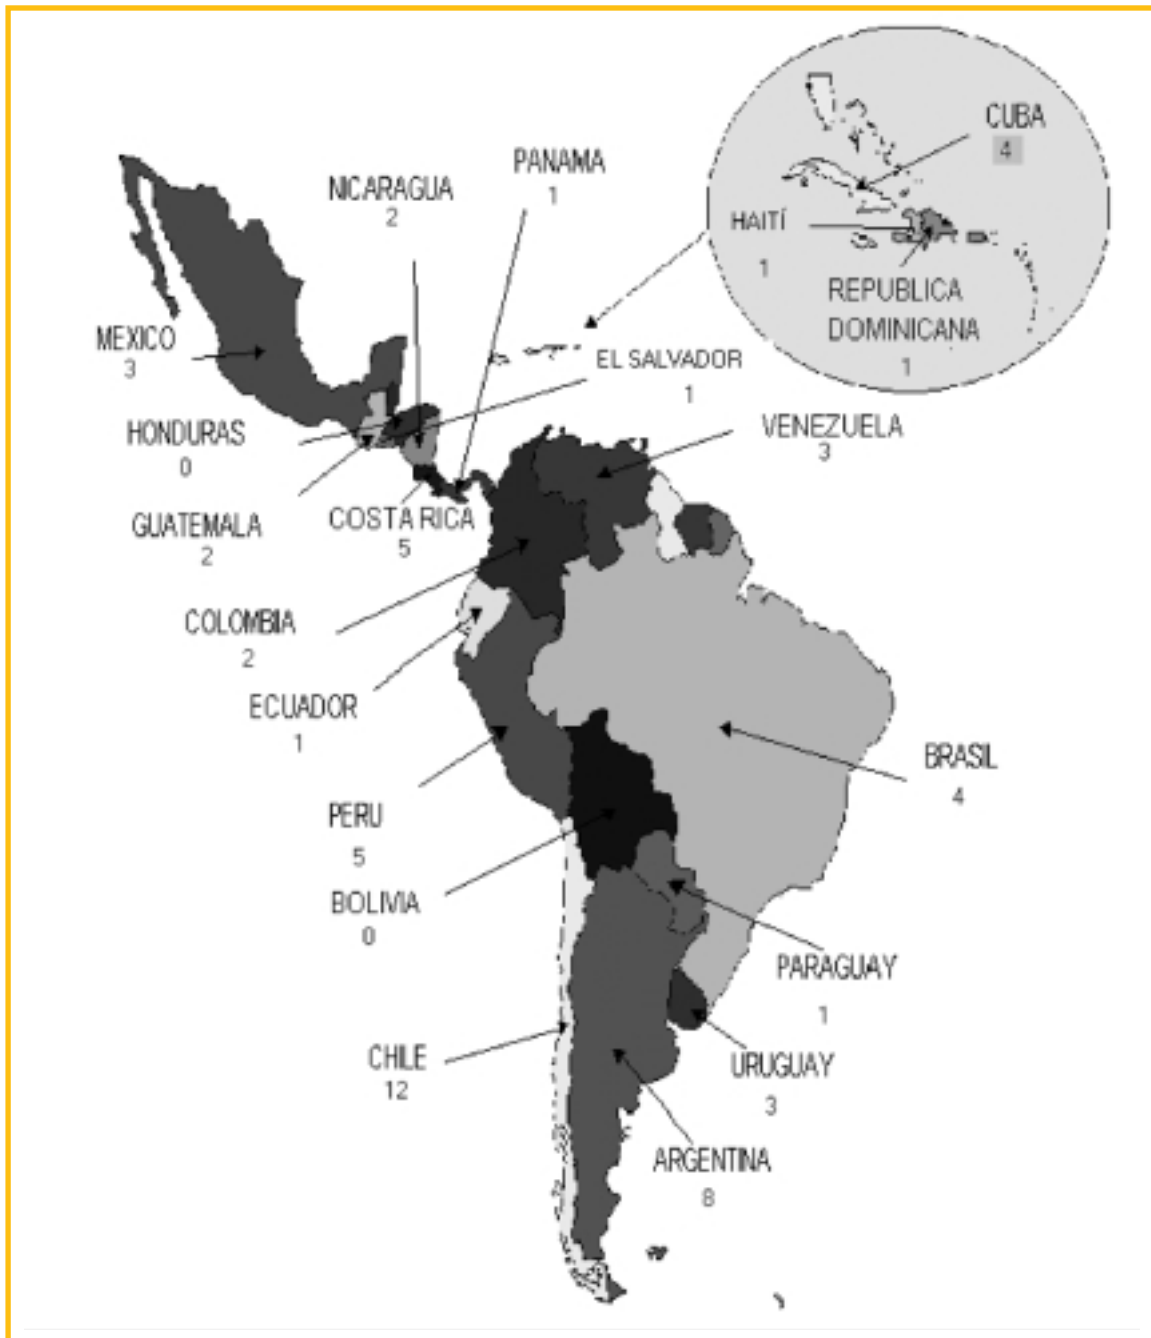 CUBA
4
PANAMA
1
NICARAGUA
2
HAITÍ
1
REPUBLICA
DOMINICANA
1
MEXICO
3
EL SALVADOR
1
HONDURAS
0
VENEZUELA
3
GUATEMALA
2
COSTA RICA
5
COLOMBIA
2
ECUADOR
1
BRASIL
4
PERU
5
BOLIVIA
0
PARAGUAY
1
CHILE
12
URUGUAY
3
ARGENTINA
8